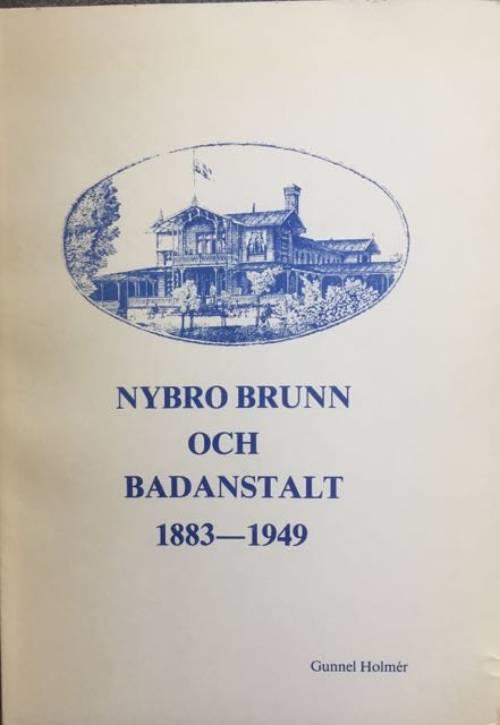 NYBRO BRUNN
OCH
BADANSTALT
1883—1949
Gunnel Holmér